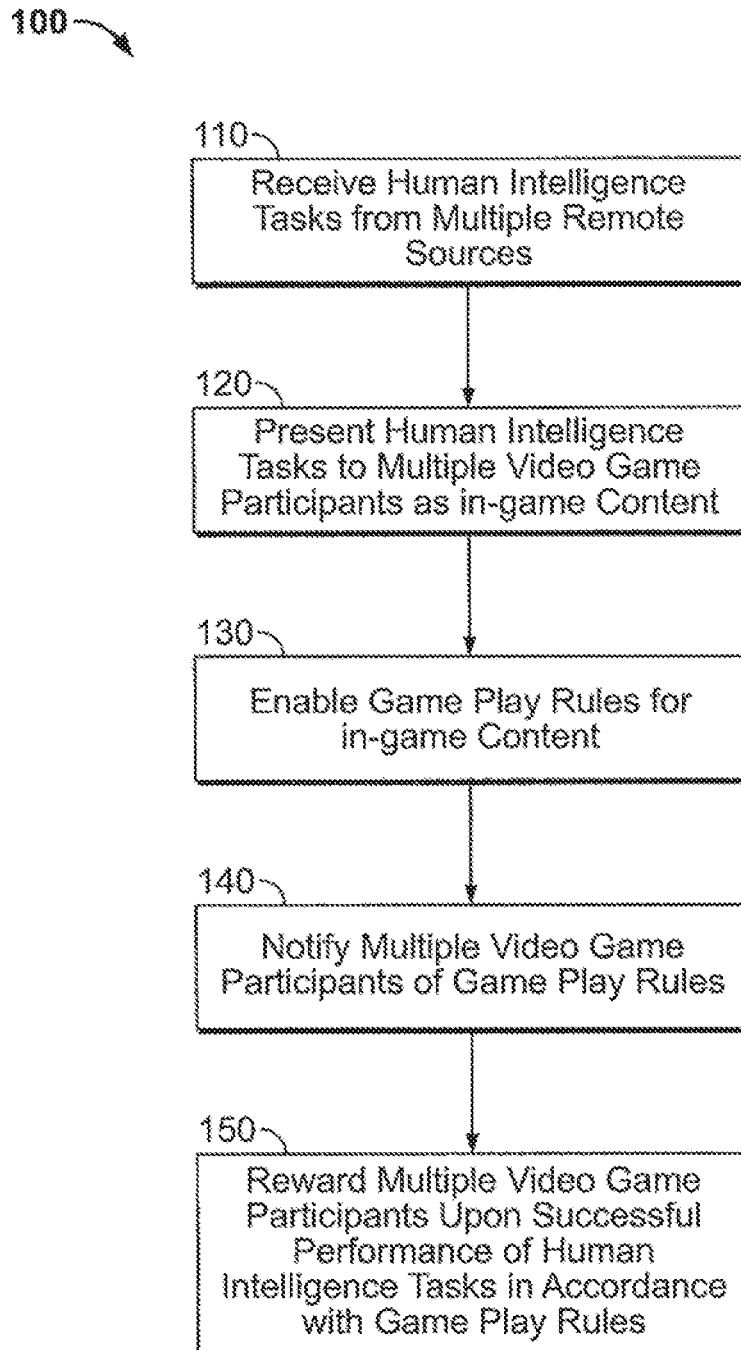 100
110
Receive Human Intelligence
Tasks from Multiple Remote
Sources
120
Present Human Intelligence
Tasks to Multiple Video Game
Participants as in-game Content
130
Enable Game Play Rules for
in-game Content
140
Notify Multiple Video Game
Participants of Game Play Rules
150
Reward Multiple Video Game
Participants Upon Successful
Performance of Human
Intelligence Tasks in Accordance
with Game Play Rules